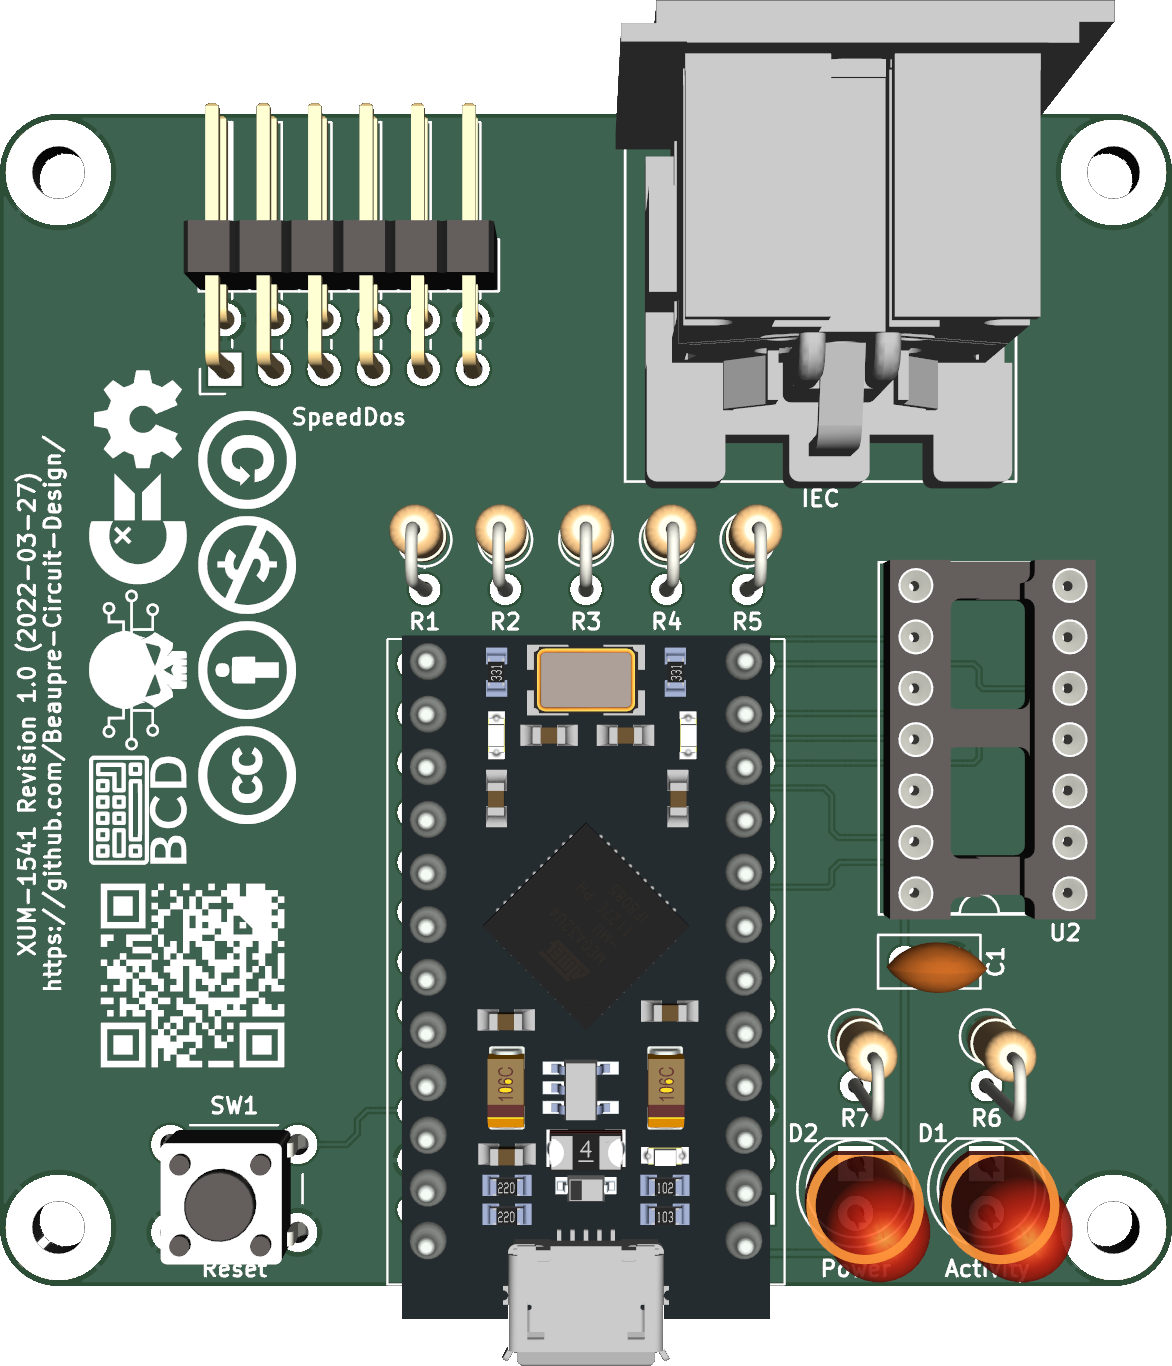 SpeedDos
IEC
XUM-1541 Revision 1.0 (2022-03-27)
https://github.com/Beaupre-Circuit-Design/
cc
BCD
R1 R2 R3 R4 R5
331 331
U2
C1
106C 106C
SW1
R7 R6
D2 D1
4
220 102
220 103
Reset
Power Activity